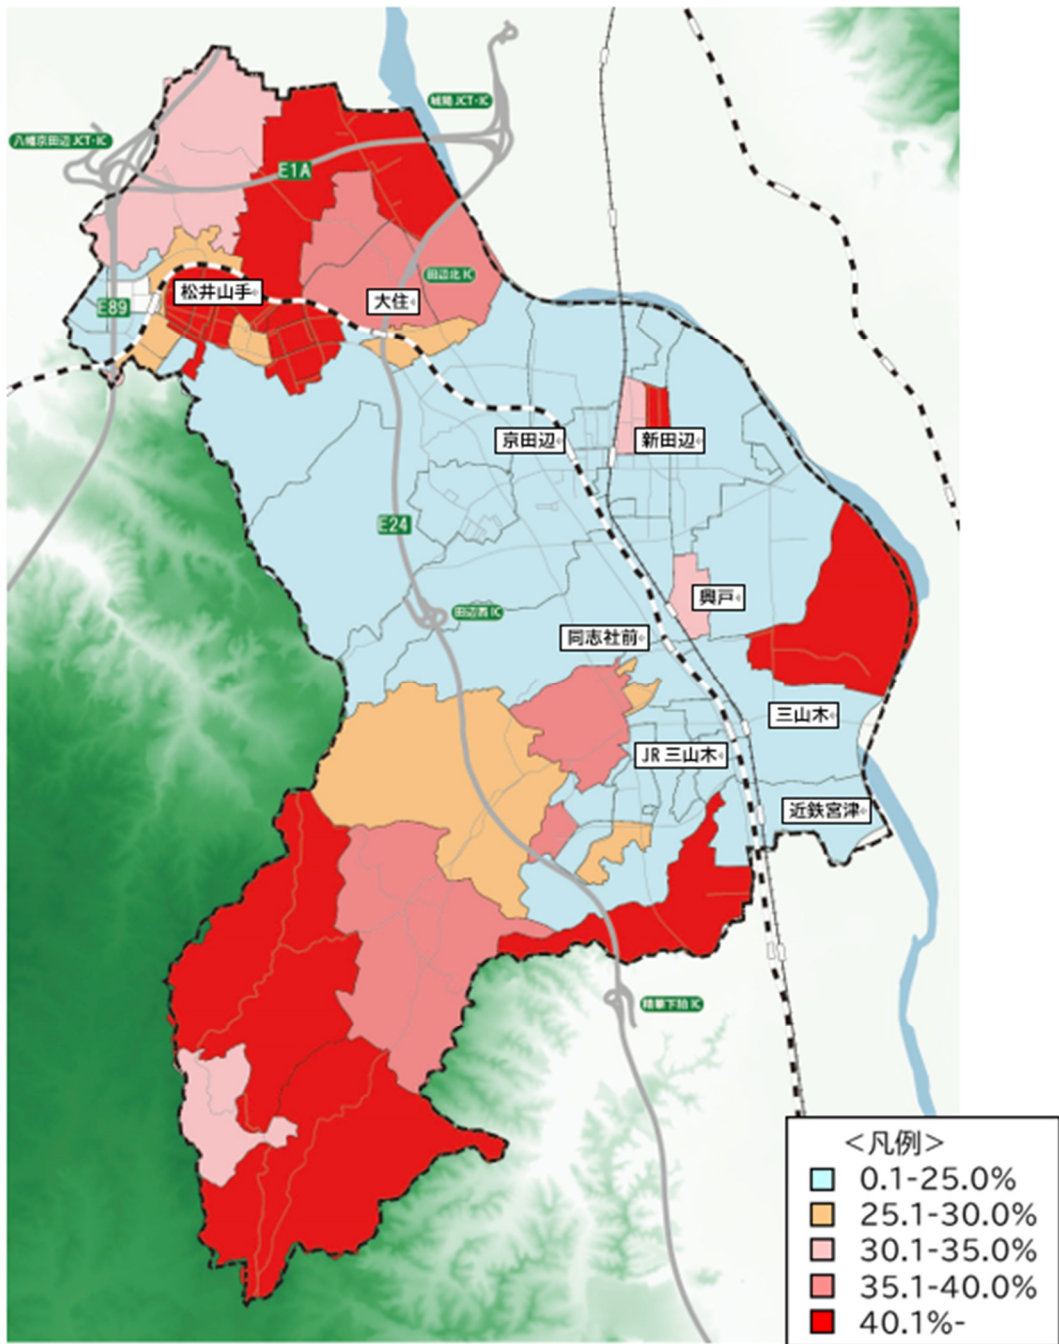 城陽JCT・IC
八幡京田辺JCT・IC
E1A
田辺北IC
松井山手
大住
E89
京田辺
新田辺
E24
興戸
田辺西IC
同志社前
三山木
JR三山木
近鉄宮津
精華下狛IC
<凡例>
0.1-25.0%
25.1-30.0%
30.1-35.0%
35.1-40.0%
40.1%-